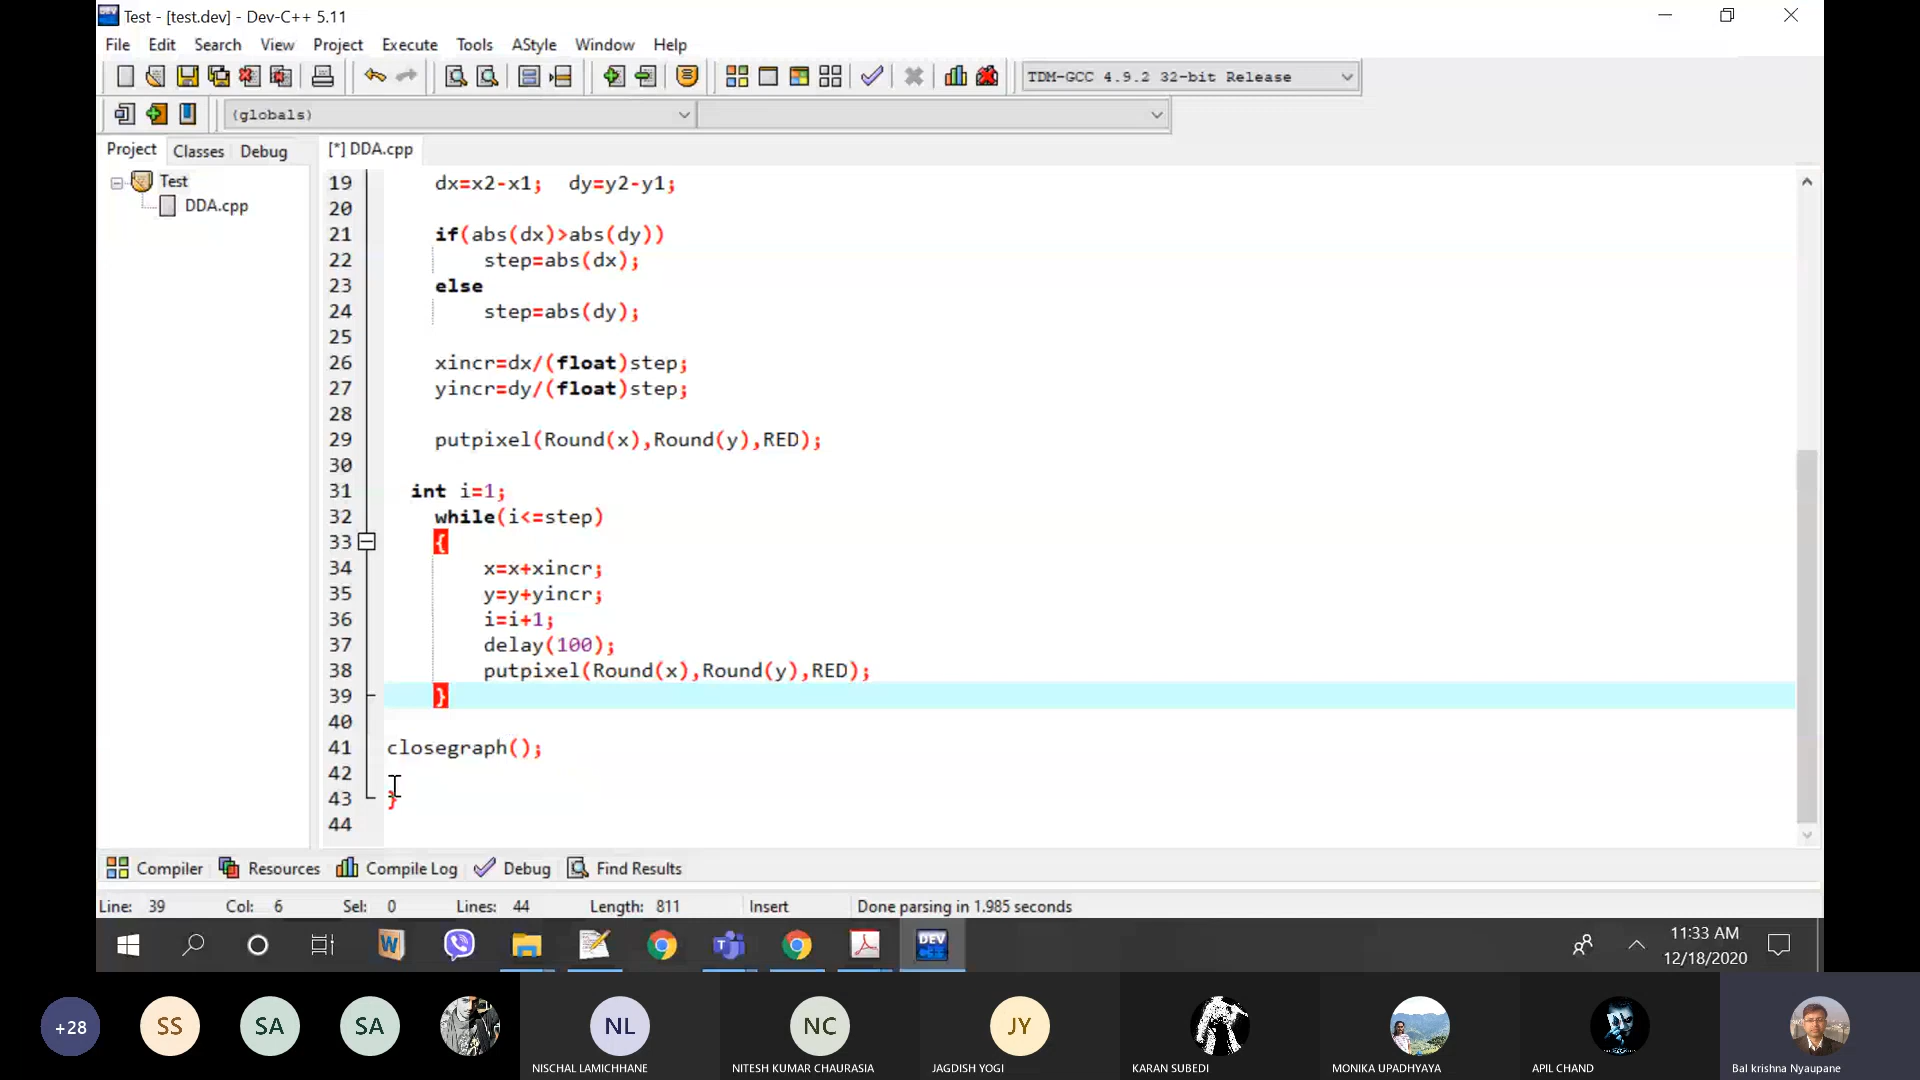 Test - [test.dev] - Dev-C++ 5.11
File Edit Search View Project Execute Tools AStyle Window Help
TDM-GCC 4.9.2 32-bit Release
(globals)
Project Classes Debug
[*] DDA.cpp
Test
DDA.cpp
19 dx=x2-x1; dy=y2-y1;
20
21 if(abs(dx)>abs(dy))
22 step=abs(dx);
23 else
24 step=abs(dy);
25
26 xincr=dx/(float)step;
27 yincr=dy/(float)step;
28
29 putpixel(Round(x),Round(y),RED);
30
31 int i=1;
32 while(i<=step)
33 {
34 x=x+xincr;
35 y=y+yincr;
36 i=i+1;
37 delay(100);
38 putpixel(Round(x),Round(y),RED);
39 }
40
41 closegraph();
42
43 }
44
Compiler Resources Compile Log Debug Find Results
Line: 39 Col: 6 Sel: 0 Lines: 44 Length: 811 Insert Done parsing in 1.985 seconds
W DEV
11:33 AM
12/18/2020
+28 SS SA SA NL NC JY
NISCHAL LAMICHHANE NITESH KUMAR CHAURASIA JAGDISH YOGI KARAN SUBEDI MONIKA UPADHYAYA APIL CHAND Bal krishna Nyaupane